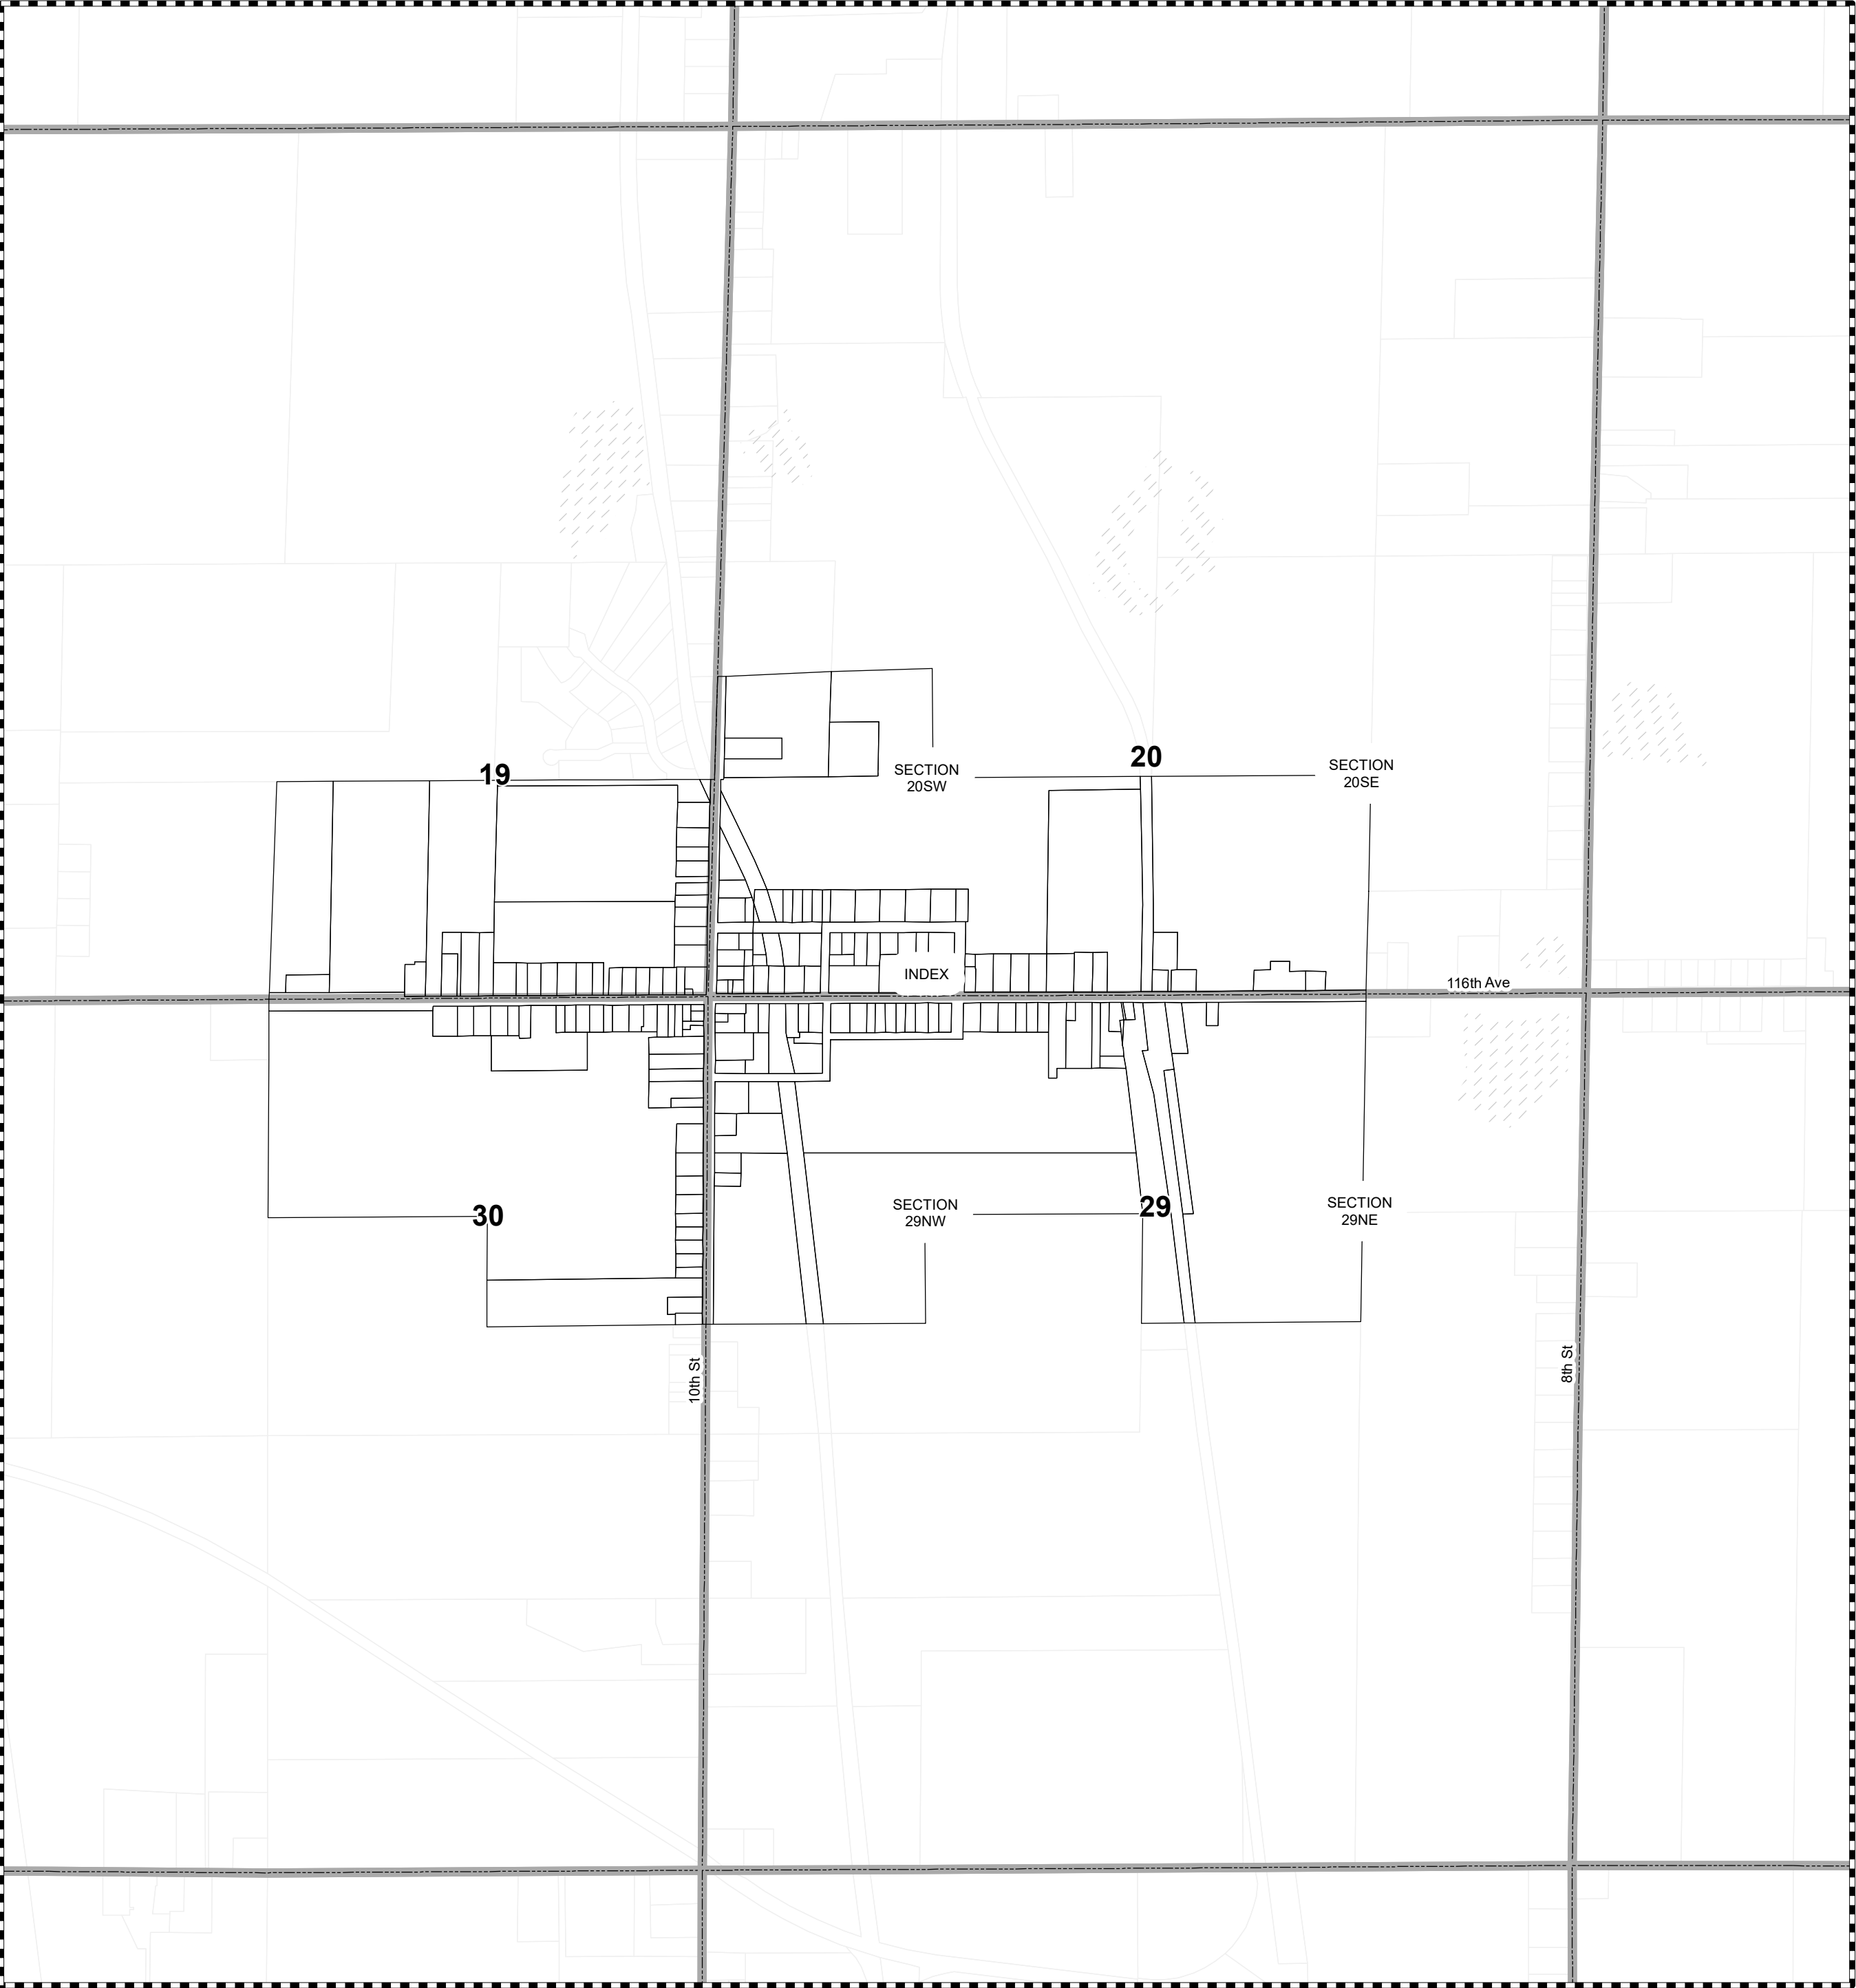 20
SECTION
20SE
19
SECTION
20SW
INDEX
116th Ave
SECTION
29NE
SECTION
29NW
29
30
10th St
8th St